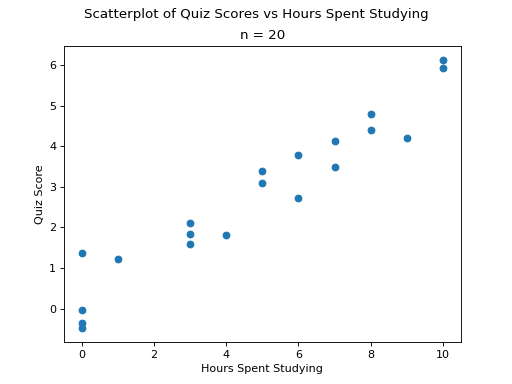 Scatterplot of Quiz Scores vs Hours Spent Studying
n = 20
6
5
4
3
2
1
0
Quiz Score
0 2 4 6 8 10
Hours Spent Studying